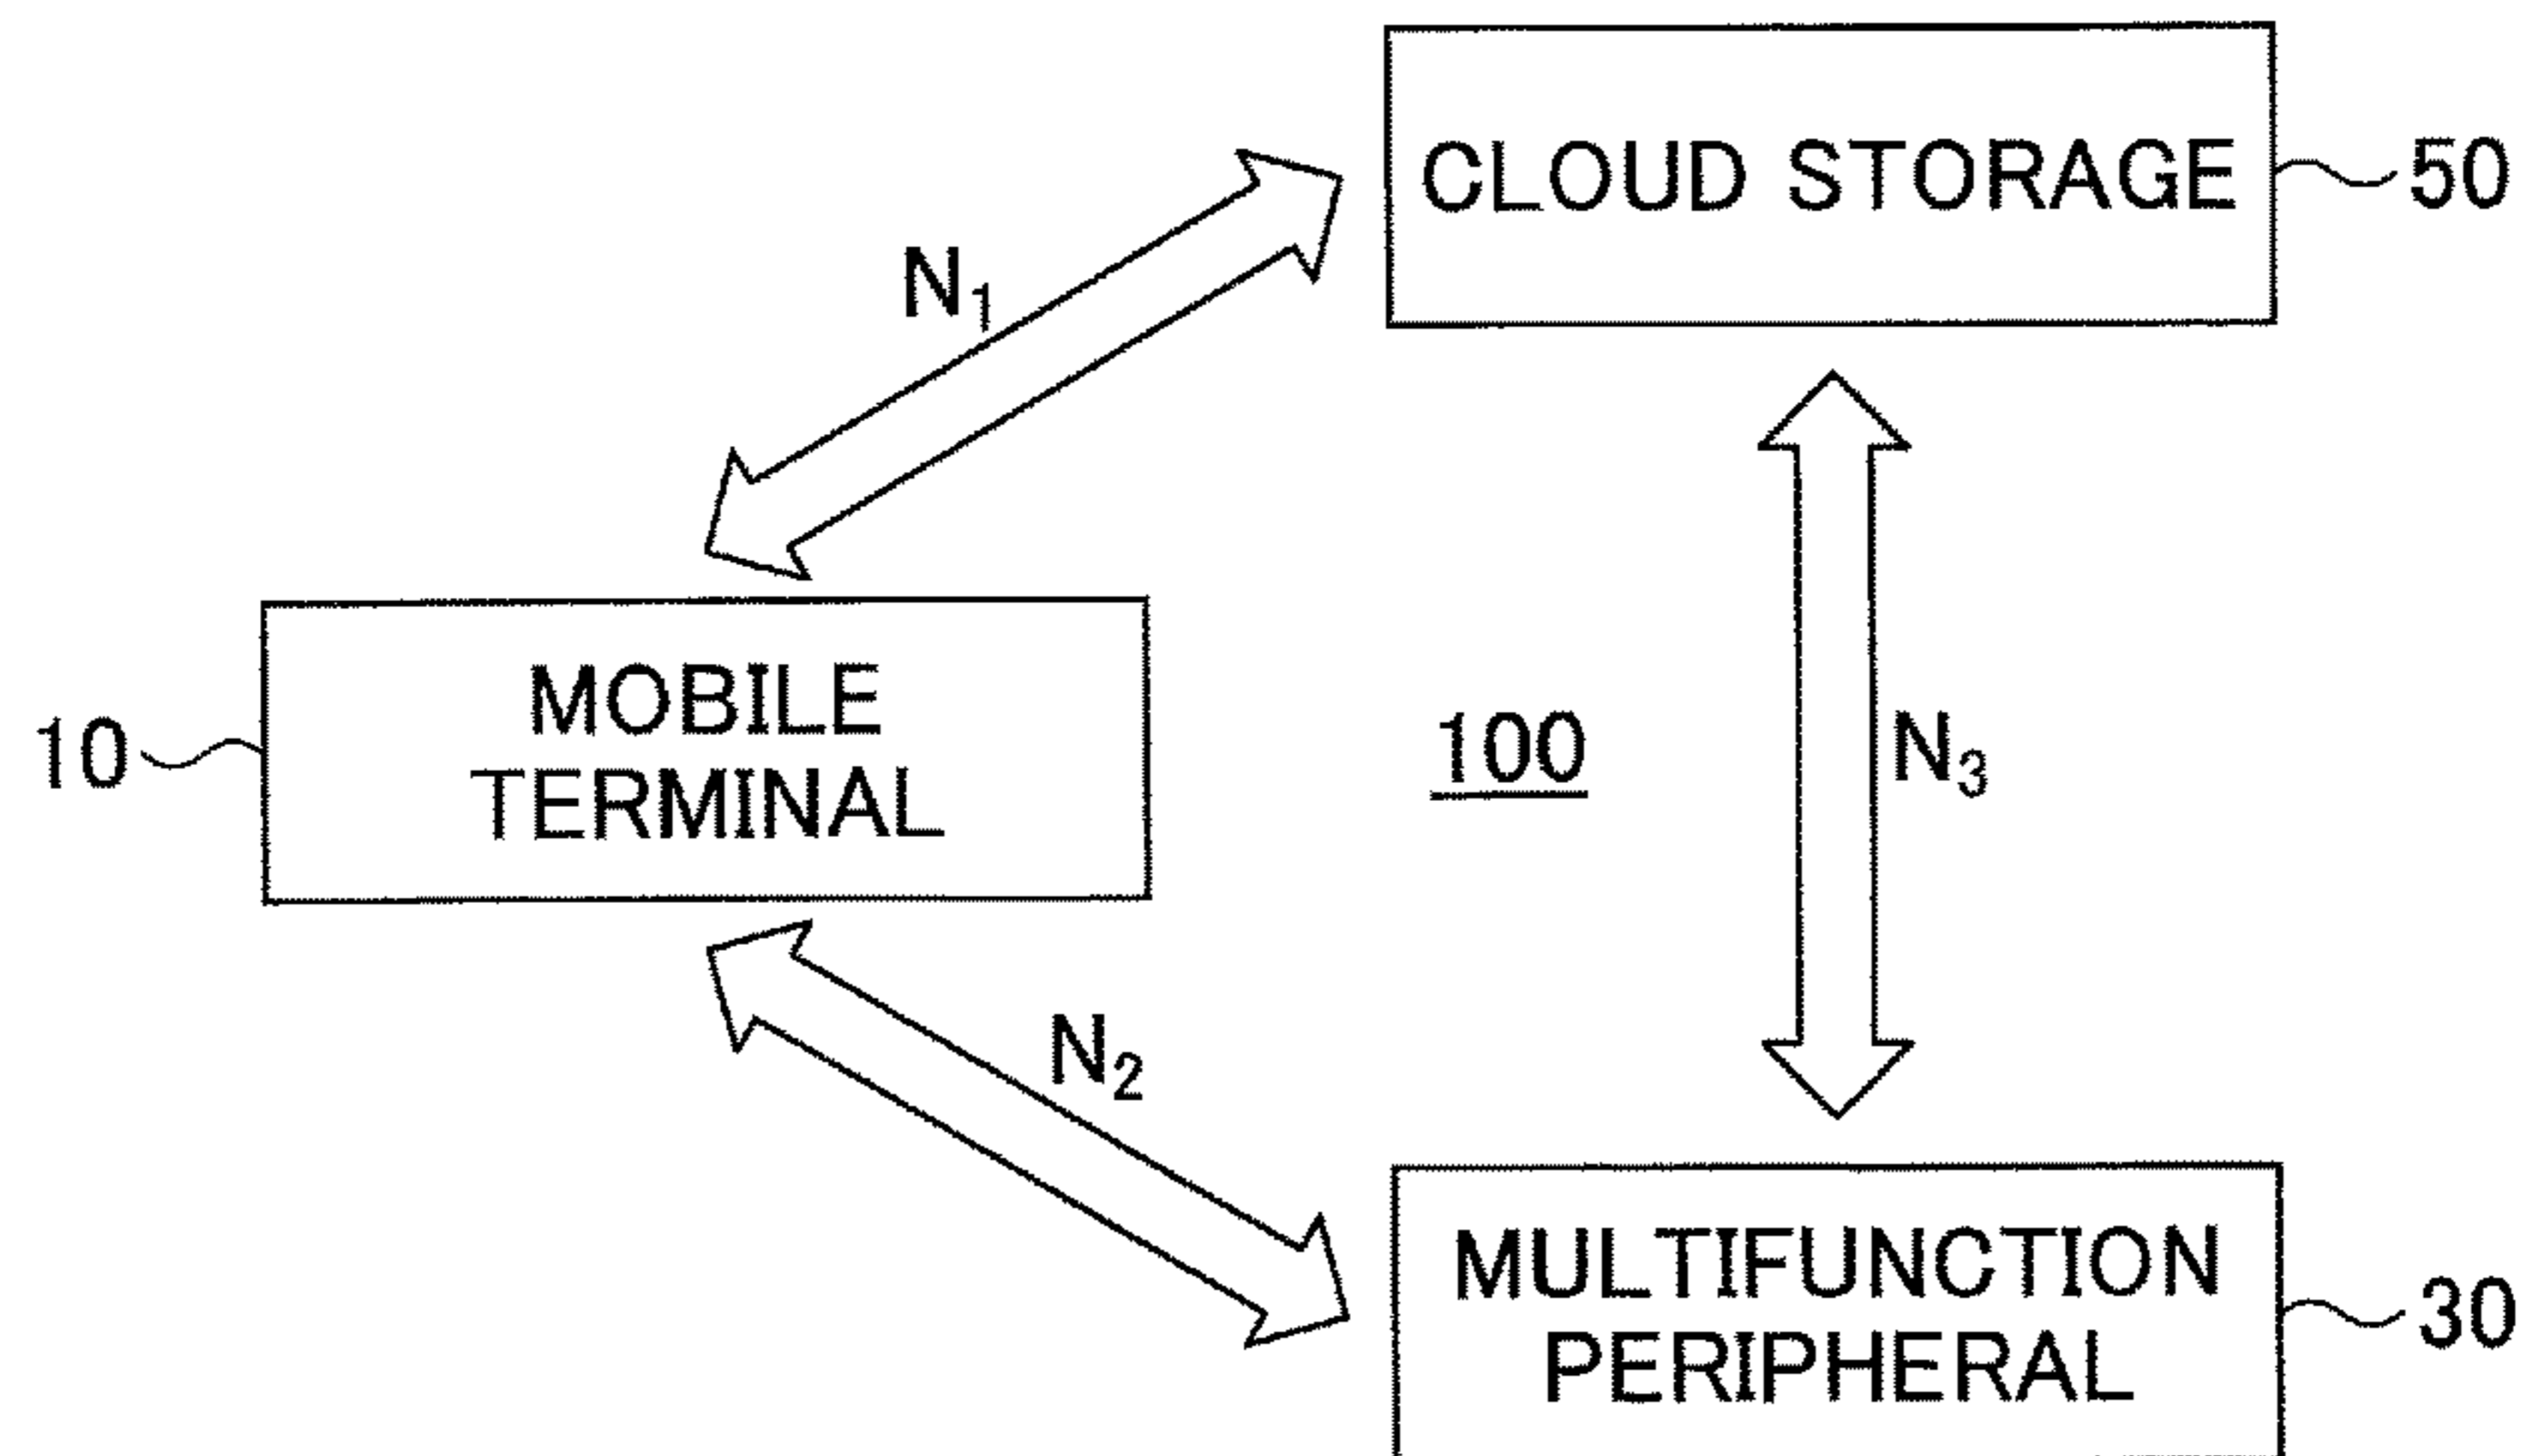 CLOUD STORAGE
50
N1
MOBILE
TERMINAL
10
100
N3
N2
MULTIFUNCTION
PERIPHERAL
30